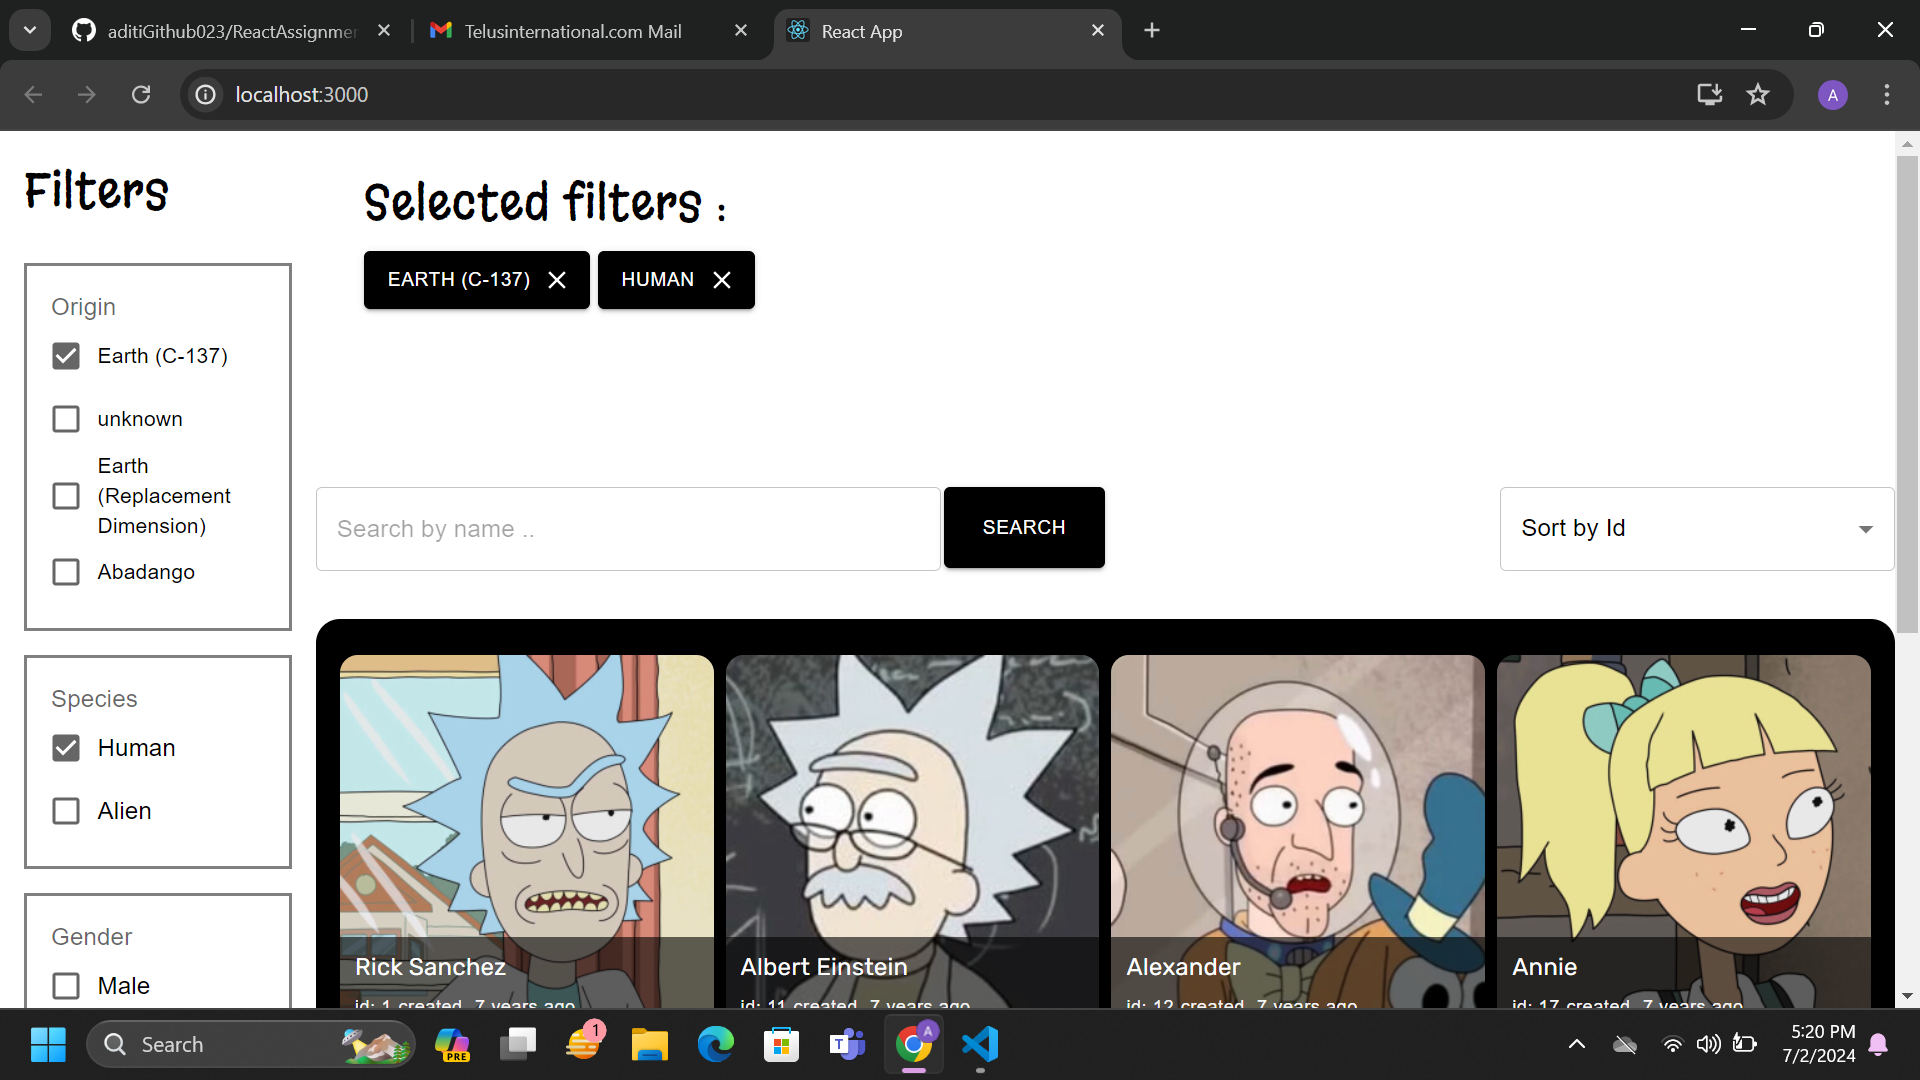 aditiGithub023/ReactAssignmer
Telusinternational.com Mail
React App
localhost:3000
A
Filters
Selected filters :
EARTH (C-137)
HUMAN
Origin
Earth (C-137)
unknown
Earth
(Replacement
Dimension)
Abadango
Search by name ..
SEARCH
Sort by Id
Species
Human
Alien
Gender
Male
Rick Sanchez
id: 1 created 7 years ago
Albert Einstein
id: 11 created 7 years ago
Alexander
id: 12 created 7 years ago
Annie
id: 17 created 7 years ago
Search
PRE
1
T
A
5:20 PM
7/2/2024